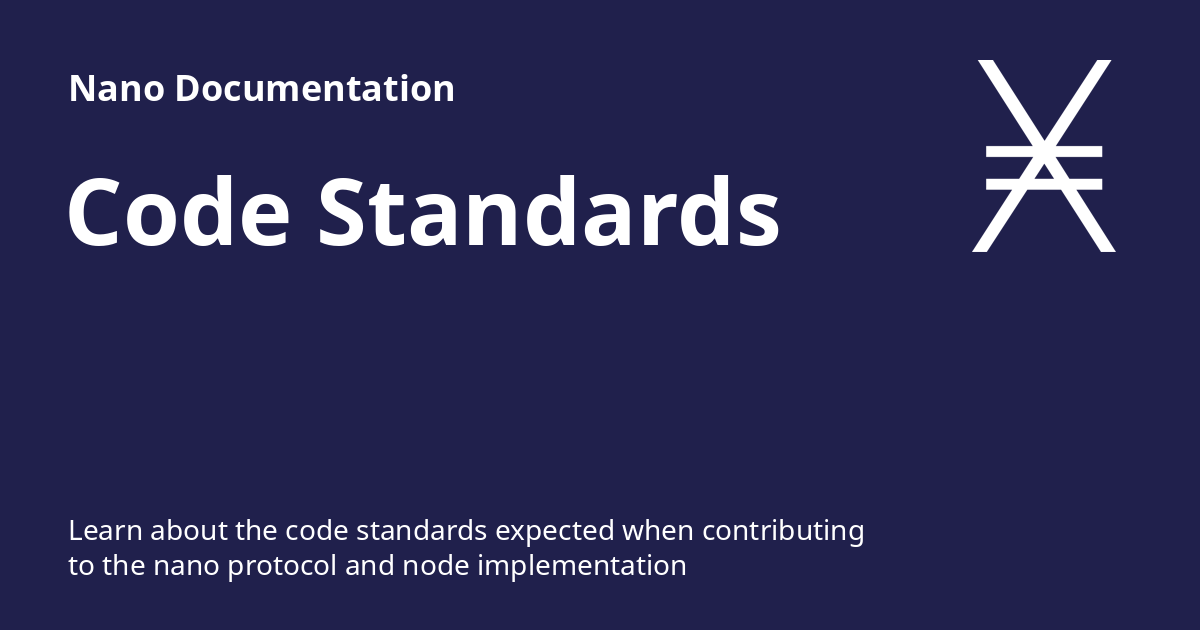 Nano Documentation
Code Standards
Learn about the code standards expected when contributing
to the nano protocol and node implementation